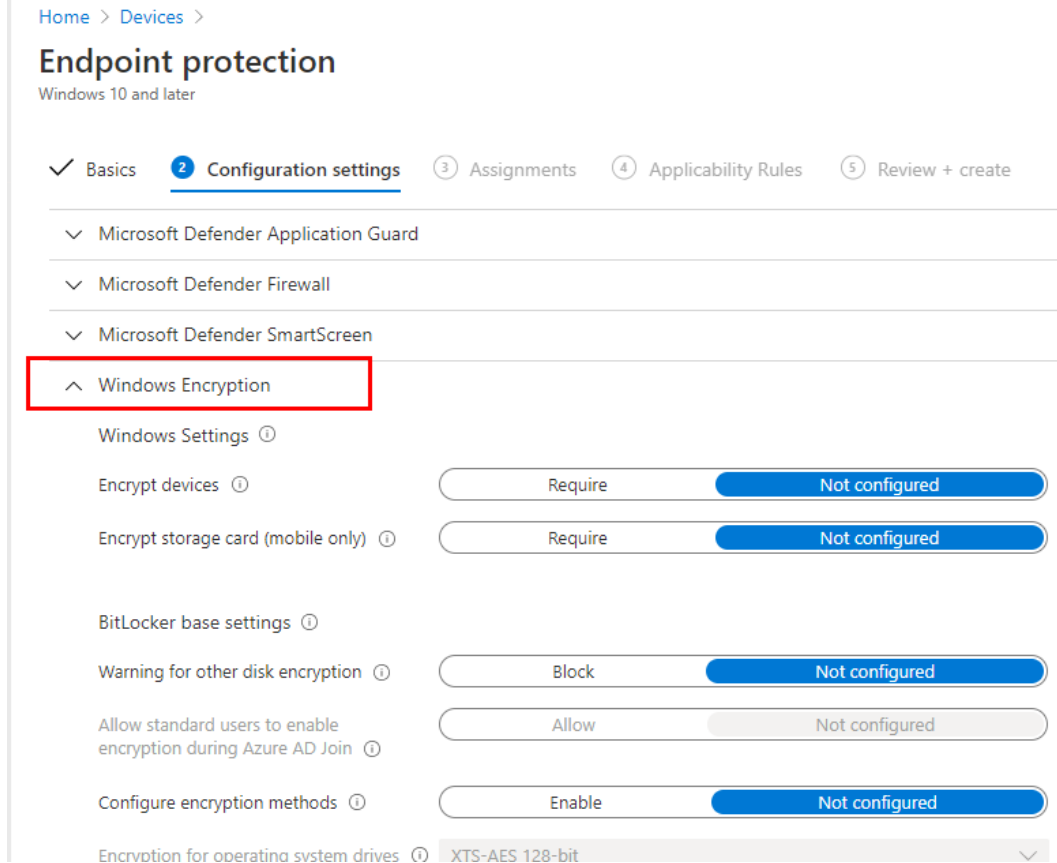 Home > Devices >
Endpoint protection
Windows 10 and later
Basics 2 Configuration settings 3 Assignments 4 Applicability Rules 5 Review + create
Microsoft Defender Application Guard
Microsoft Defender Firewall
Microsoft Defender SmartScreen
Windows Encryption
Windows Settings
Encrypt devices Require Not configured
Encrypt storage card (mobile only) Require Not configured
BitLocker base settings
Warning for other disk encryption Block Not configured
Allow standard users to enable
encryption during Azure AD Join Allow Not configured
Configure encryption methods Enable Not configured
Encryption for operating system drives XTS-AES 128-bit